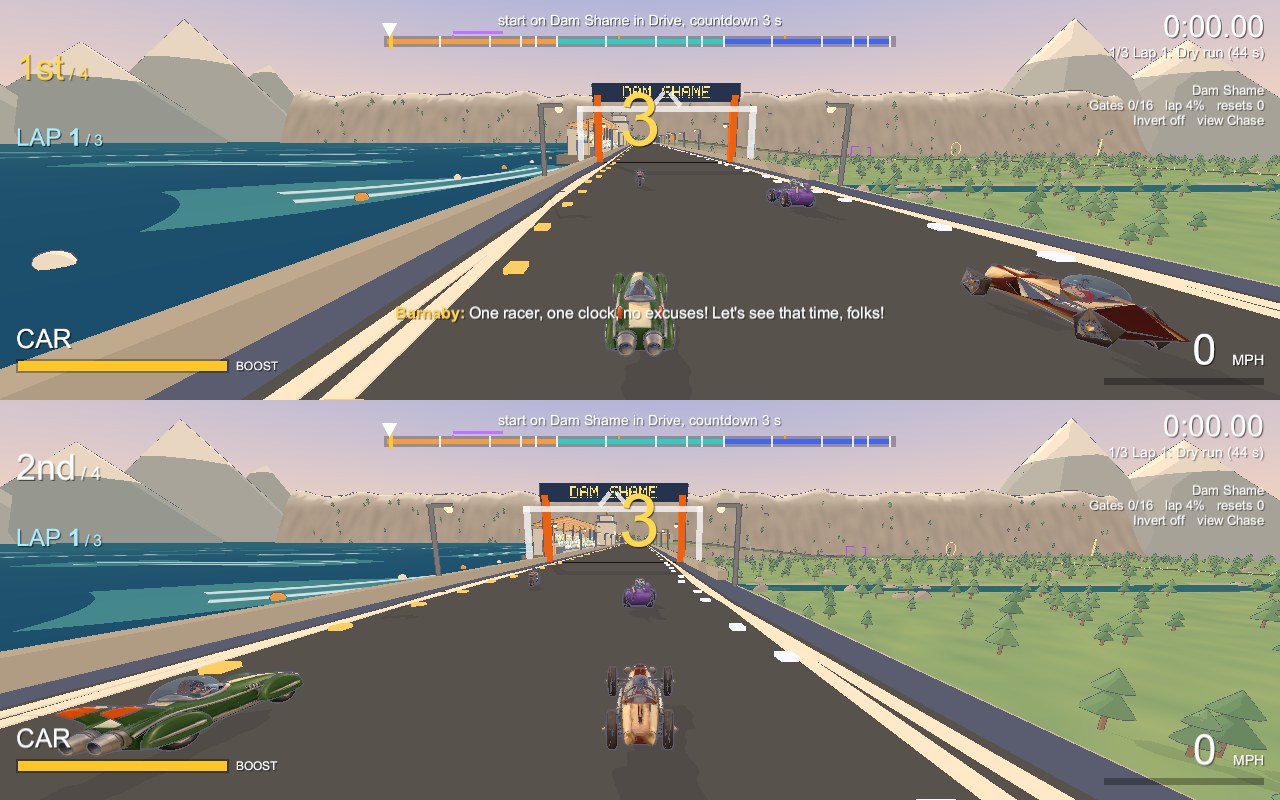 start on Dam Shame in Drive, countdown 3 s
0:00.00
1/3 Lap 1: Dry run (44 s)
1st / 4
Dam Shame
Gates 0/16 lap 4% resets 0
Invert off view Chase
DAM SHAME
3
LAP 1 / 3
Barnaby: One racer, one clock, no excuses! Let's see that time, folks!
CAR
BOOST
0 MPH
start on Dam Shame in Drive, countdown 3 s
0:00.00
1/3 Lap 1: Dry run (44 s)
2nd / 4
Dam Shame
Gates 0/16 lap 4% resets 0
Invert off view Chase
DAM SHAME
3
LAP 1 / 3
CAR
BOOST
0 MPH